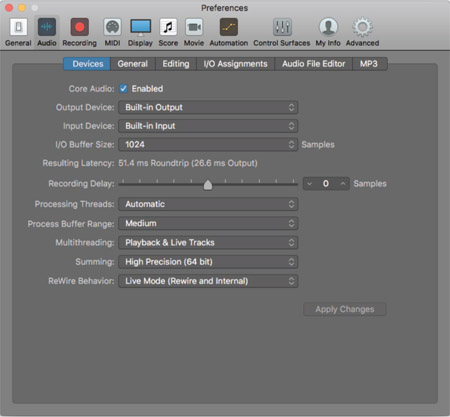 Preferences
General Audio Recording MIDI Display Score Movie Automation Control Surfaces My Info Advanced
Devices General Editing I/O Assignments Audio File Editor MP3
Core Audio: Enabled
Output Device: Built-in Output
Input Device: Built-in Input
I/O Buffer Size: 1024 Samples
Resulting Latency: 51.4 ms Roundtrip (26.6 ms Output)
Recording Delay: 0 Samples
Processing Threads: Automatic
Process Buffer Range: Medium
Multithreading: Playback & Live Tracks
Summing: High Precision (64 bit)
ReWire Behavior: Live Mode (Rewire and Internal)
Apply Changes